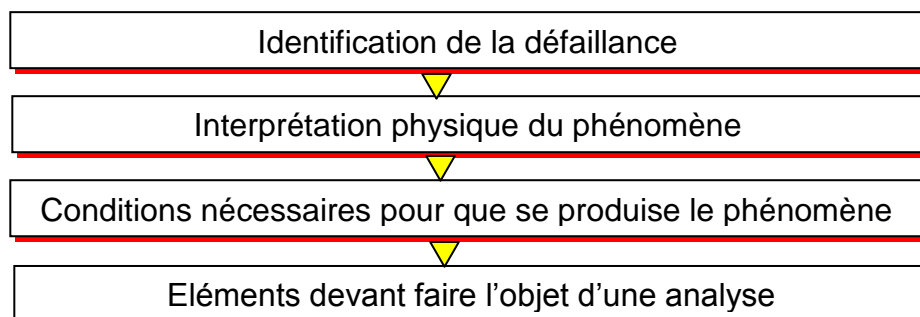 Identification de la défaillance
Interprétation physique du phénomène
Conditions nécessaires pour que se produise le phénomène
Eléments devant faire l’objet d’une analyse